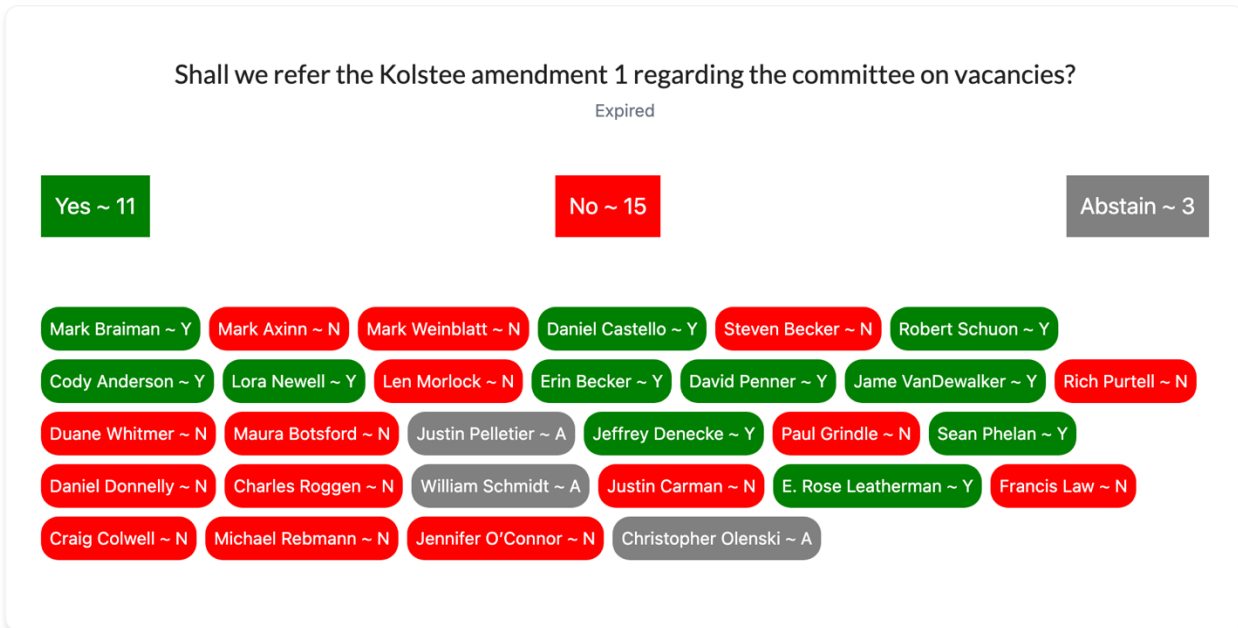 Shall we refer the Kolstee amendment 1 regarding the committee on vacancies?
Expired
Yes ~ 11 No ~ 15 Abstain ~ 3
Mark Braiman ~ Y Mark Axinn ~ N Mark Weinblatt ~ N Daniel Castello ~ Y Steven Becker ~ N Robert Schuon ~ Y
Cody Anderson ~ Y Lora Newell ~ Y Len Morlock ~ N Erin Becker ~ Y David Penner ~ Y Jame VanDewalker ~ Y Rich Purtell ~ N
Duane Whitmer ~ N Maura Botsford ~ N Justin Pelletier ~ A Jeffrey Denecke ~ Y Paul Grindle ~ N Sean Phelan ~ Y
Daniel Donnelly ~ N Charles Roggen ~ N William Schmidt ~ A Justin Carman ~ N E. Rose Leatherman ~ Y Francis Law ~ N
Craig Colwell ~ N Michael Rebmann ~ N Jennifer O’Connor ~ N Christopher Olenski ~ A